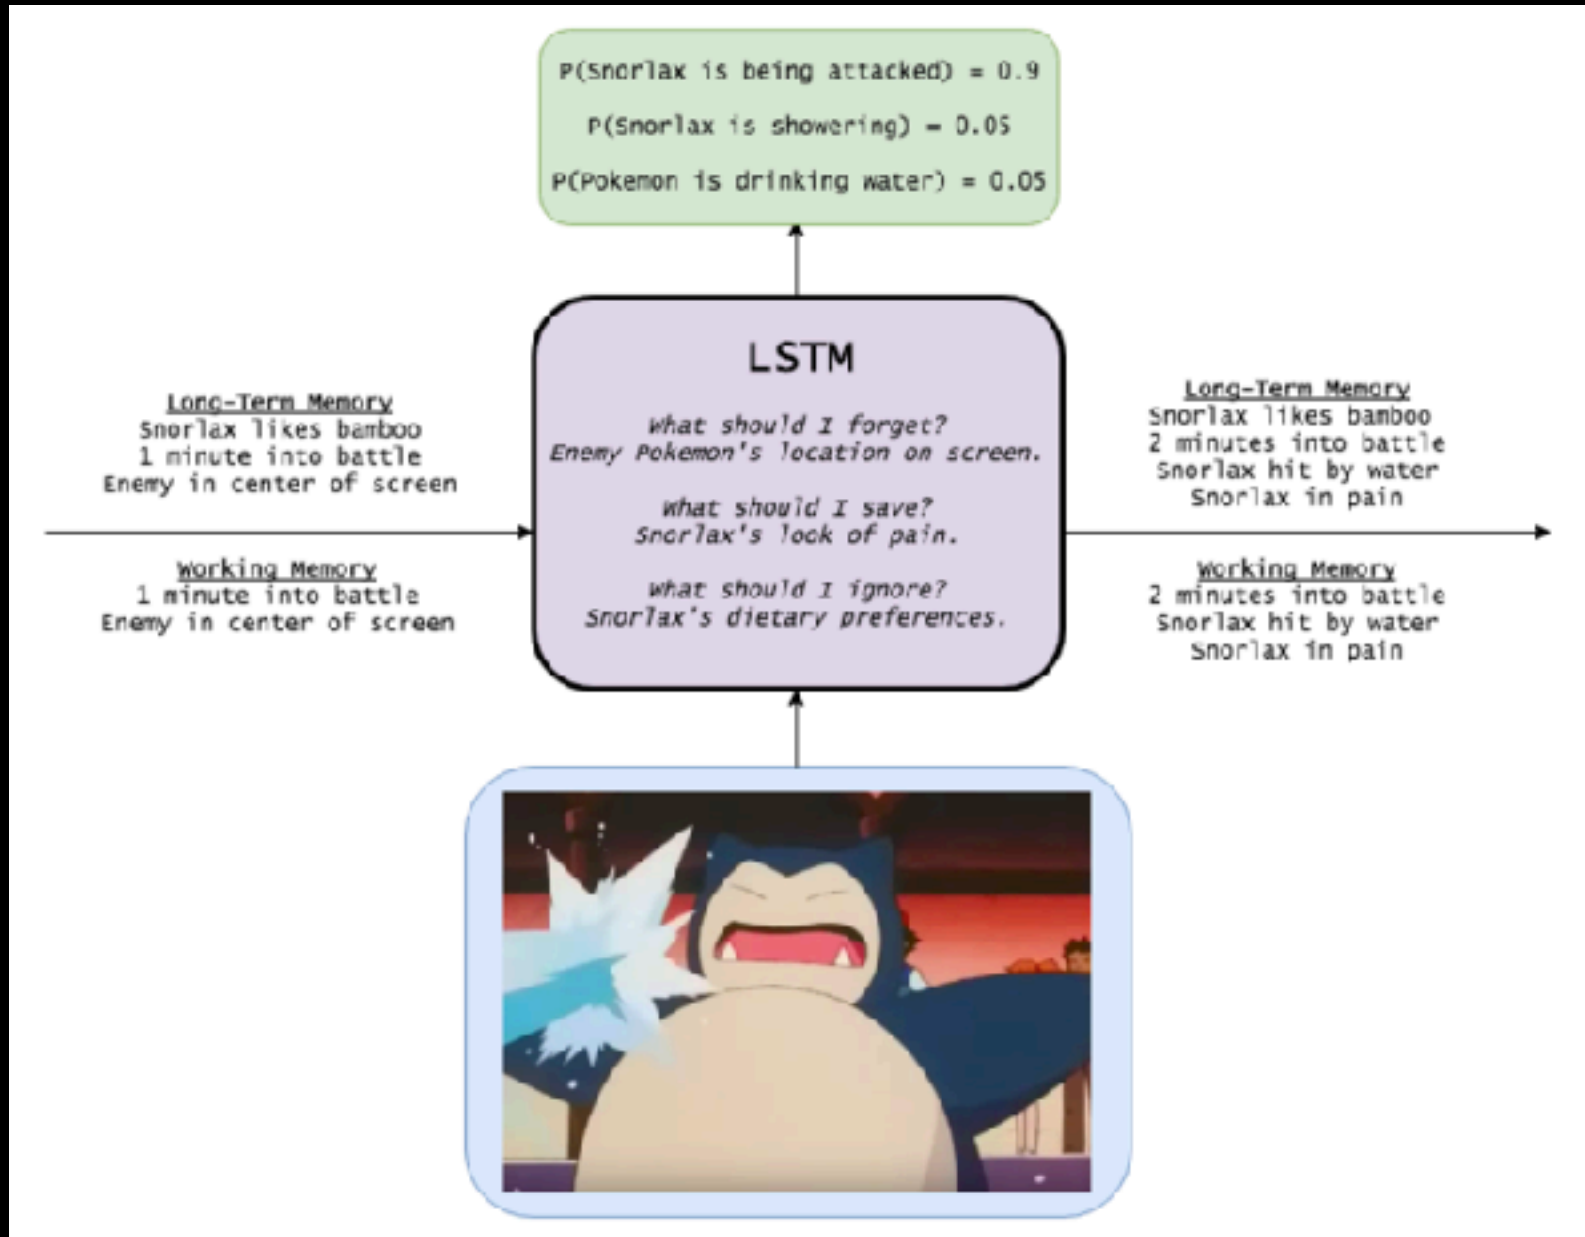 P(Snorlax is being attacked) = 0.9
P(Snorlax is showering) = 0.05
P(Pokemon is drinking water) = 0.05
LSTM
What should I forget?
Enemy Pokemon's location on screen.
What should I save?
Snorlax's look of pain.
What should I ignore?
Snorlax's dietary preferences.
Long-Term Memory
Snorlax likes bamboo
1 minute into battle
Enemy in center of screen
Working Memory
1 minute into battle
Enemy in center of screen
Long-Term Memory
Snorlax likes bamboo
2 minutes into battle
Snorlax hit by water
Snorlax in pain
Working Memory
2 minutes into battle
Snorlax hit by water
Snorlax in pain